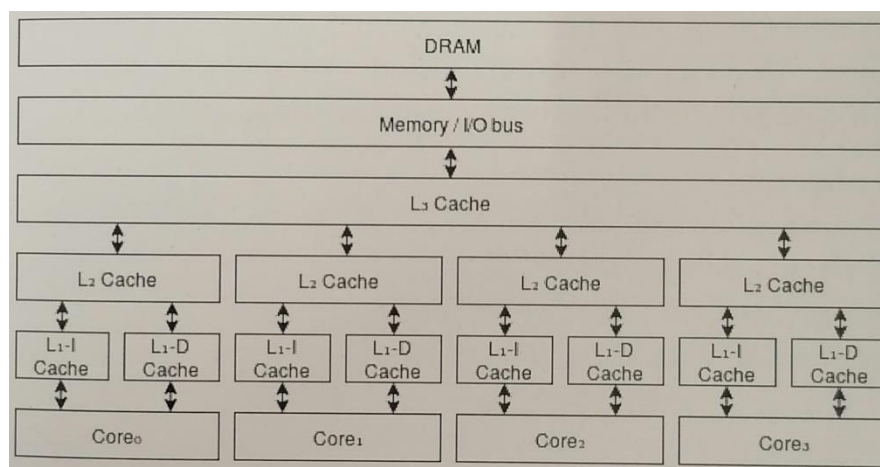 DRAM
Memory / I/O bus
L₃ Cache
L₂ Cache
L₂ Cache
L₂ Cache
L₂ Cache
L₁-I
Cache
L₁-D
Cache
L₁-I
Cache
L₁-D
Cache
L₁-I
Cache
L₁-D
Cache
L₁-I
Cache
L₁-D
Cache
Core₀
Core₁
Core₂
Core₃